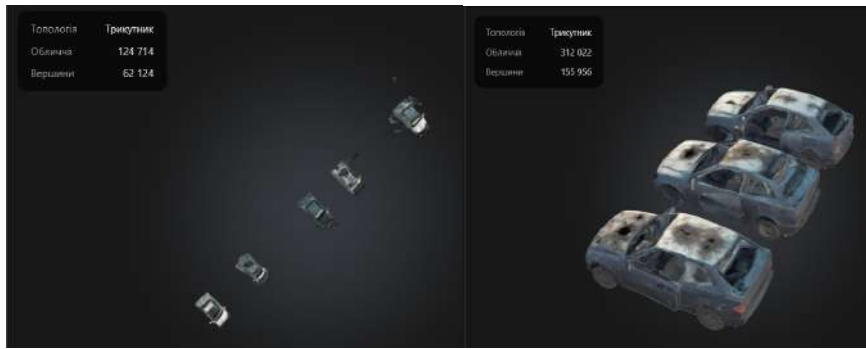 Топологія Трикутник
Обличчя 124 714
Вершини 62 124
Топологія Трикутник
Обличчя 312 022
Вершини 155 956